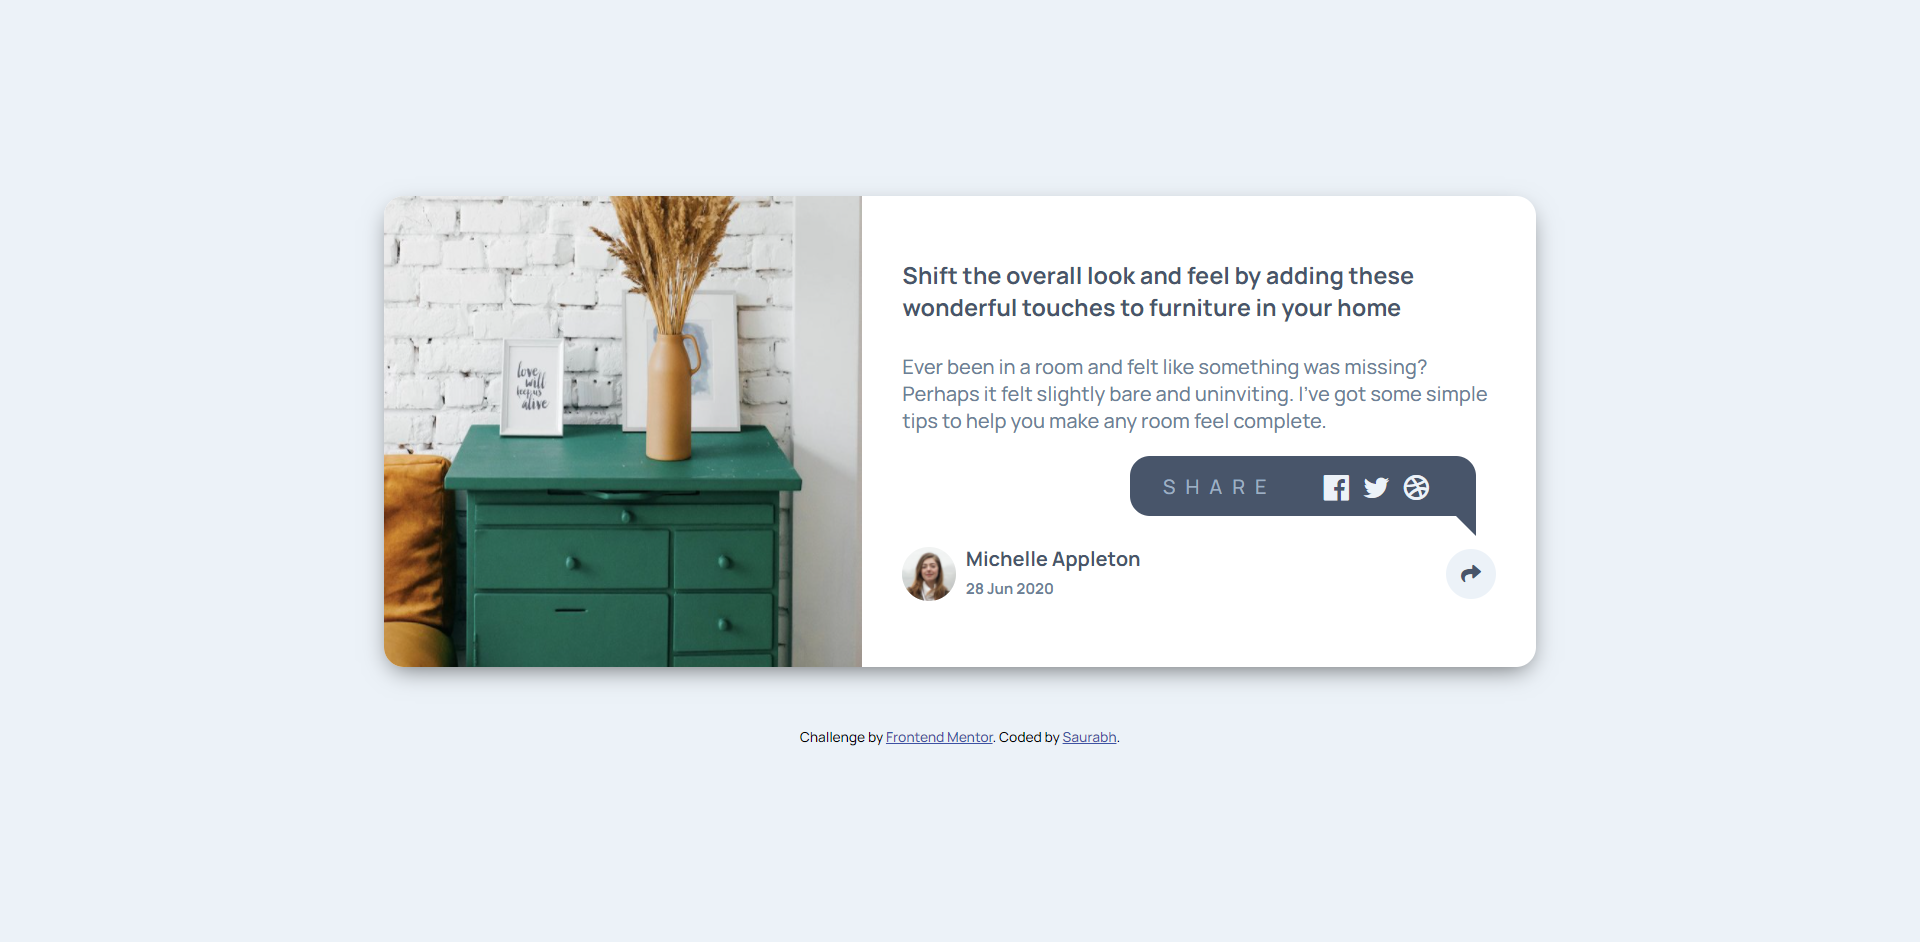 love
will
keep us
alive
Shift the overall look and feel by adding these
wonderful touches to furniture in your home
Ever been in a room and felt like something was missing?
Perhaps it felt slightly bare and uninviting. I've got some simple
tips to help you make any room feel complete.
SHARE
Michelle Appleton
28 Jun 2020
Challenge by Frontend Mentor. Coded by Saurabh.